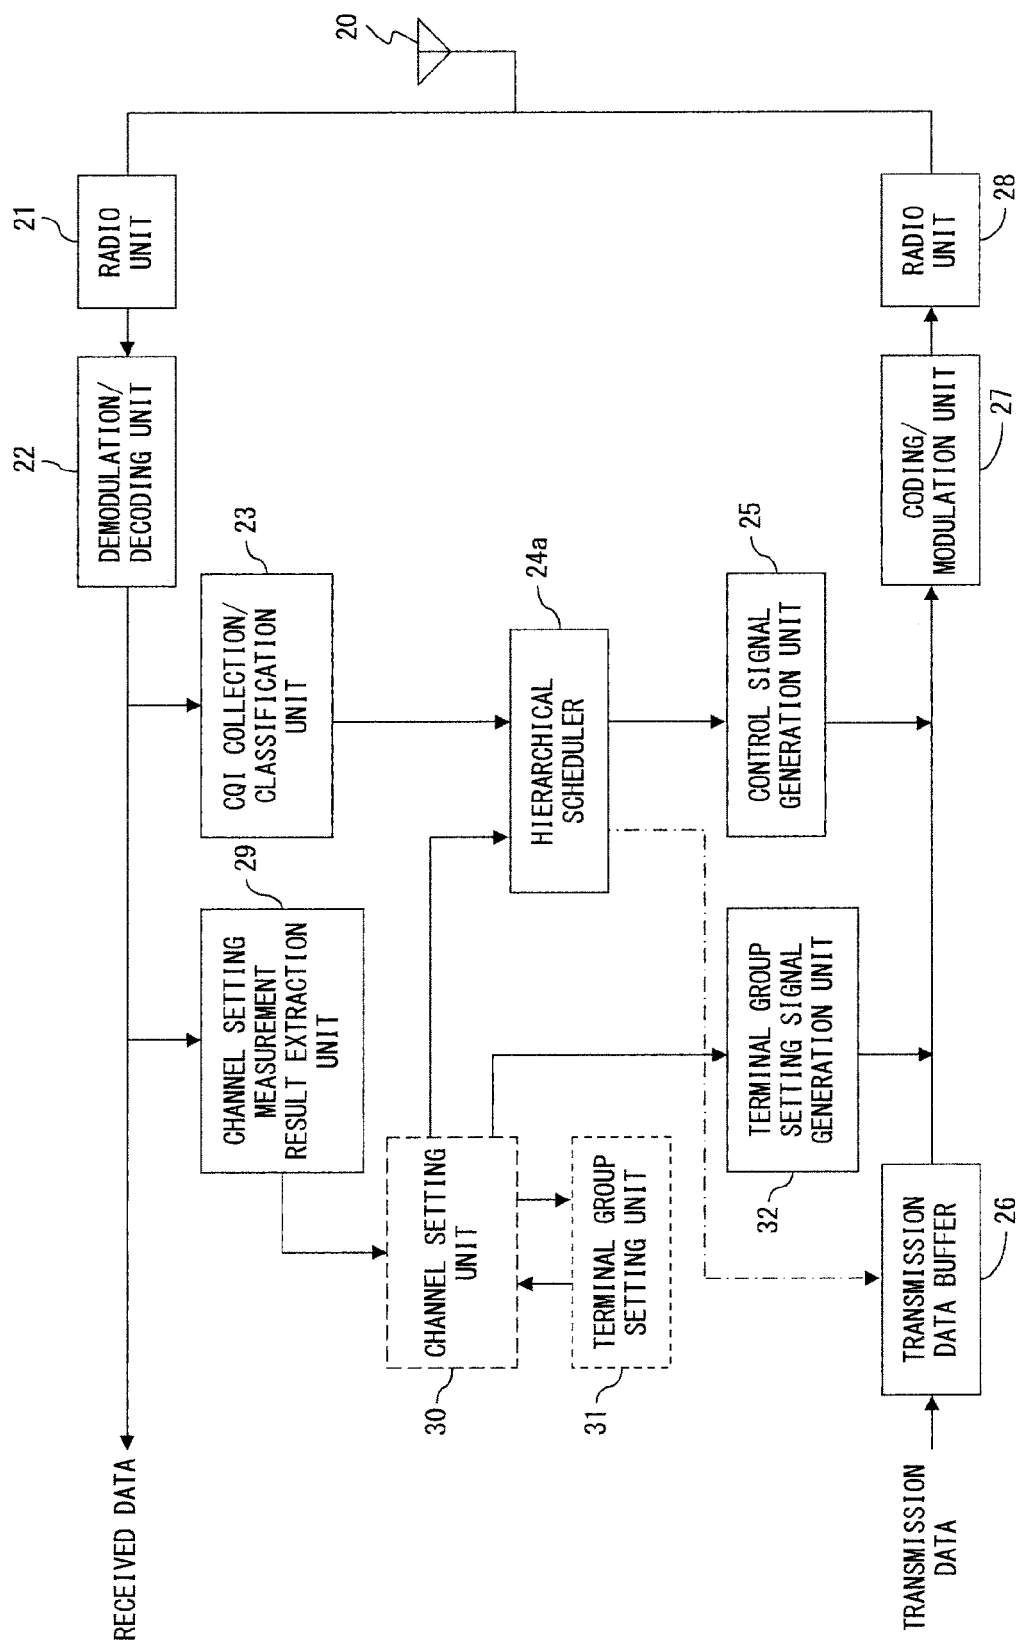 20
21
RADIO
UNIT
22
DEMODULATION/
DECODING UNIT
23
CQI COLLECTION/
CLASSIFICATION
UNIT
29
CHANNEL SETTING
MEASUREMENT
RESULT EXTRACTION
UNIT
RECEIVED DATA
24a
HIERARCHICAL
SCHEDULER
CHANNEL SETTING
UNIT
30
TERMINAL GROUP
SETTING UNIT
31
25
CONTROL SIGNAL
GENERATION UNIT
TERMINAL GROUP
SETTING SIGNAL
GENERATION UNIT
32
RADIO
UNIT
28
CODING/
MODULATION UNIT
27
TRANSMISSION
DATA BUFFER
26
TRANSMISSION
DATA